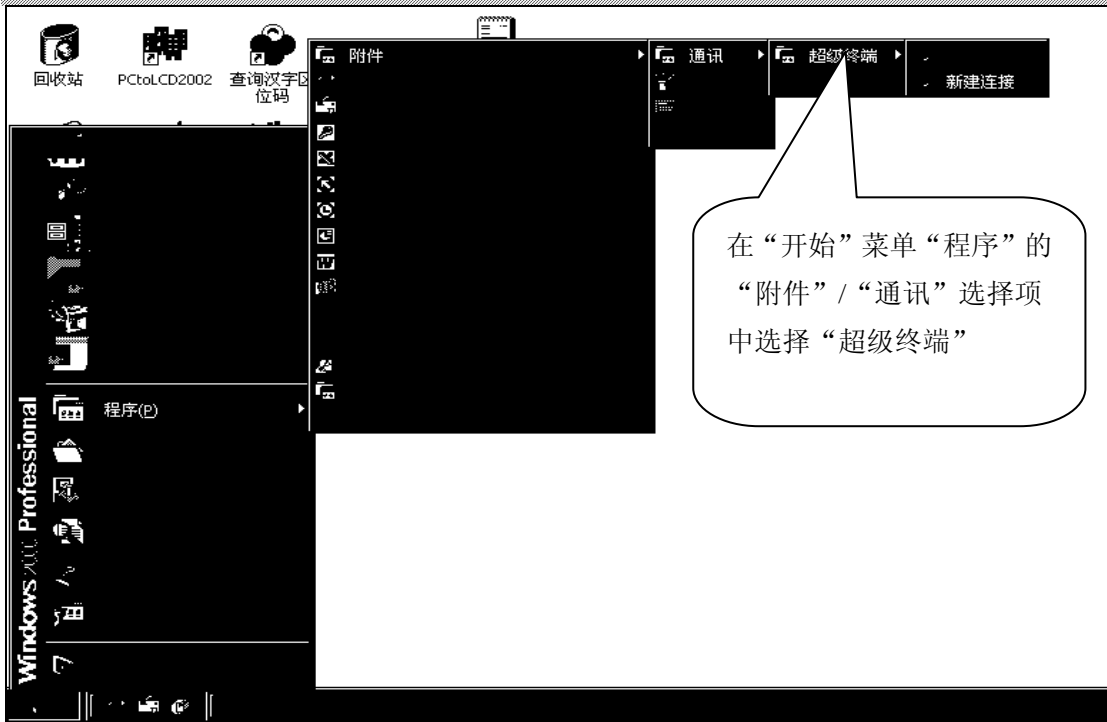 回收站
PCtoLCD2002
查询汉字区
位码
附件
通讯
超级终端
新建连接
在“开始”菜单“程序”的
“附件”/“通讯”选择项
中选择“超级终端”
程序(P)
Windows 2000 Professional